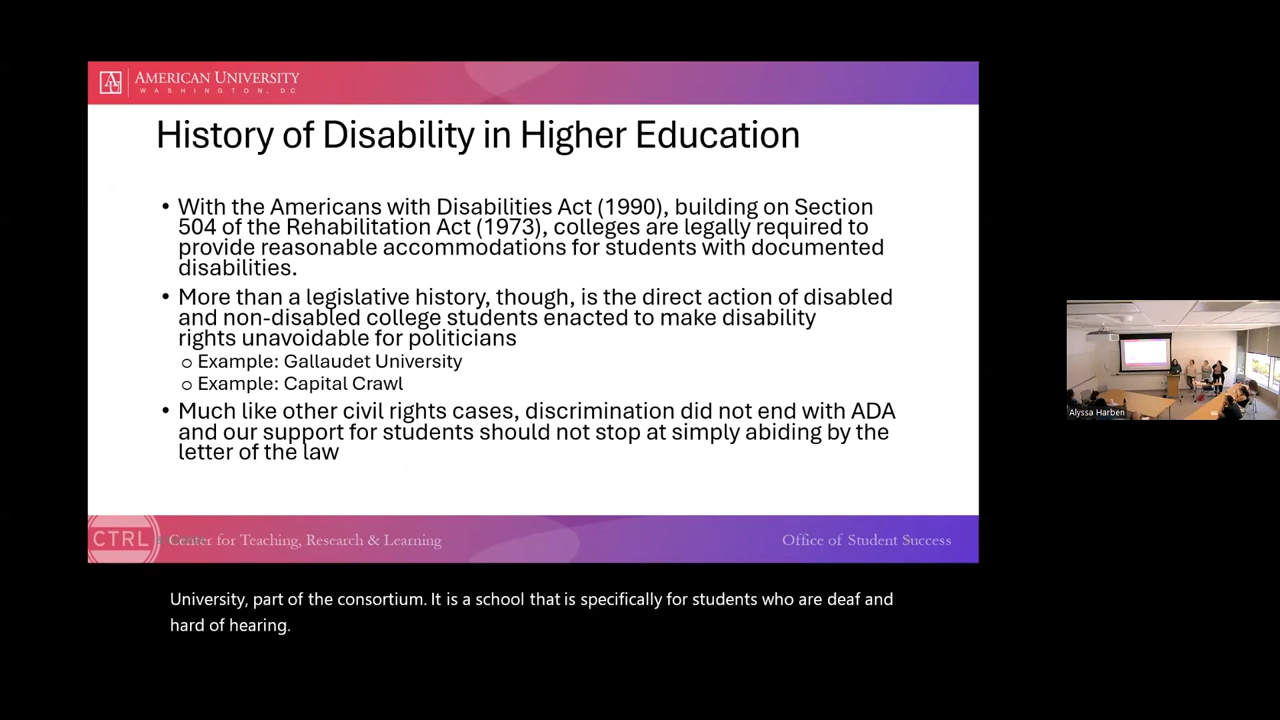 AMERICAN UNIVERSITY
WASHINGTON, DC
History of Disability in Higher Education
• With the Americans with Disabilities Act (1990), building on Section
504 of the Rehabilitation Act (1973), colleges are legally required to
provide reasonable accommodations for students with documented
disabilities.
• More than a legislative history, though, is the direct action of disabled
and non-disabled college students enacted to make disability
rights unavoidable for politicians
o Example: Gallaudet University
o Example: Capital Crawl
• Much like other civil rights cases, discrimination did not end with ADA
and our support for students should not stop at simply abiding by the
letter of the law
Alyssa Harben
CTRL Center for Teaching, Research & Learning
Office of Student Success
University, part of the consortium. It is a school that is specifically for students who are deaf and
hard of hearing.